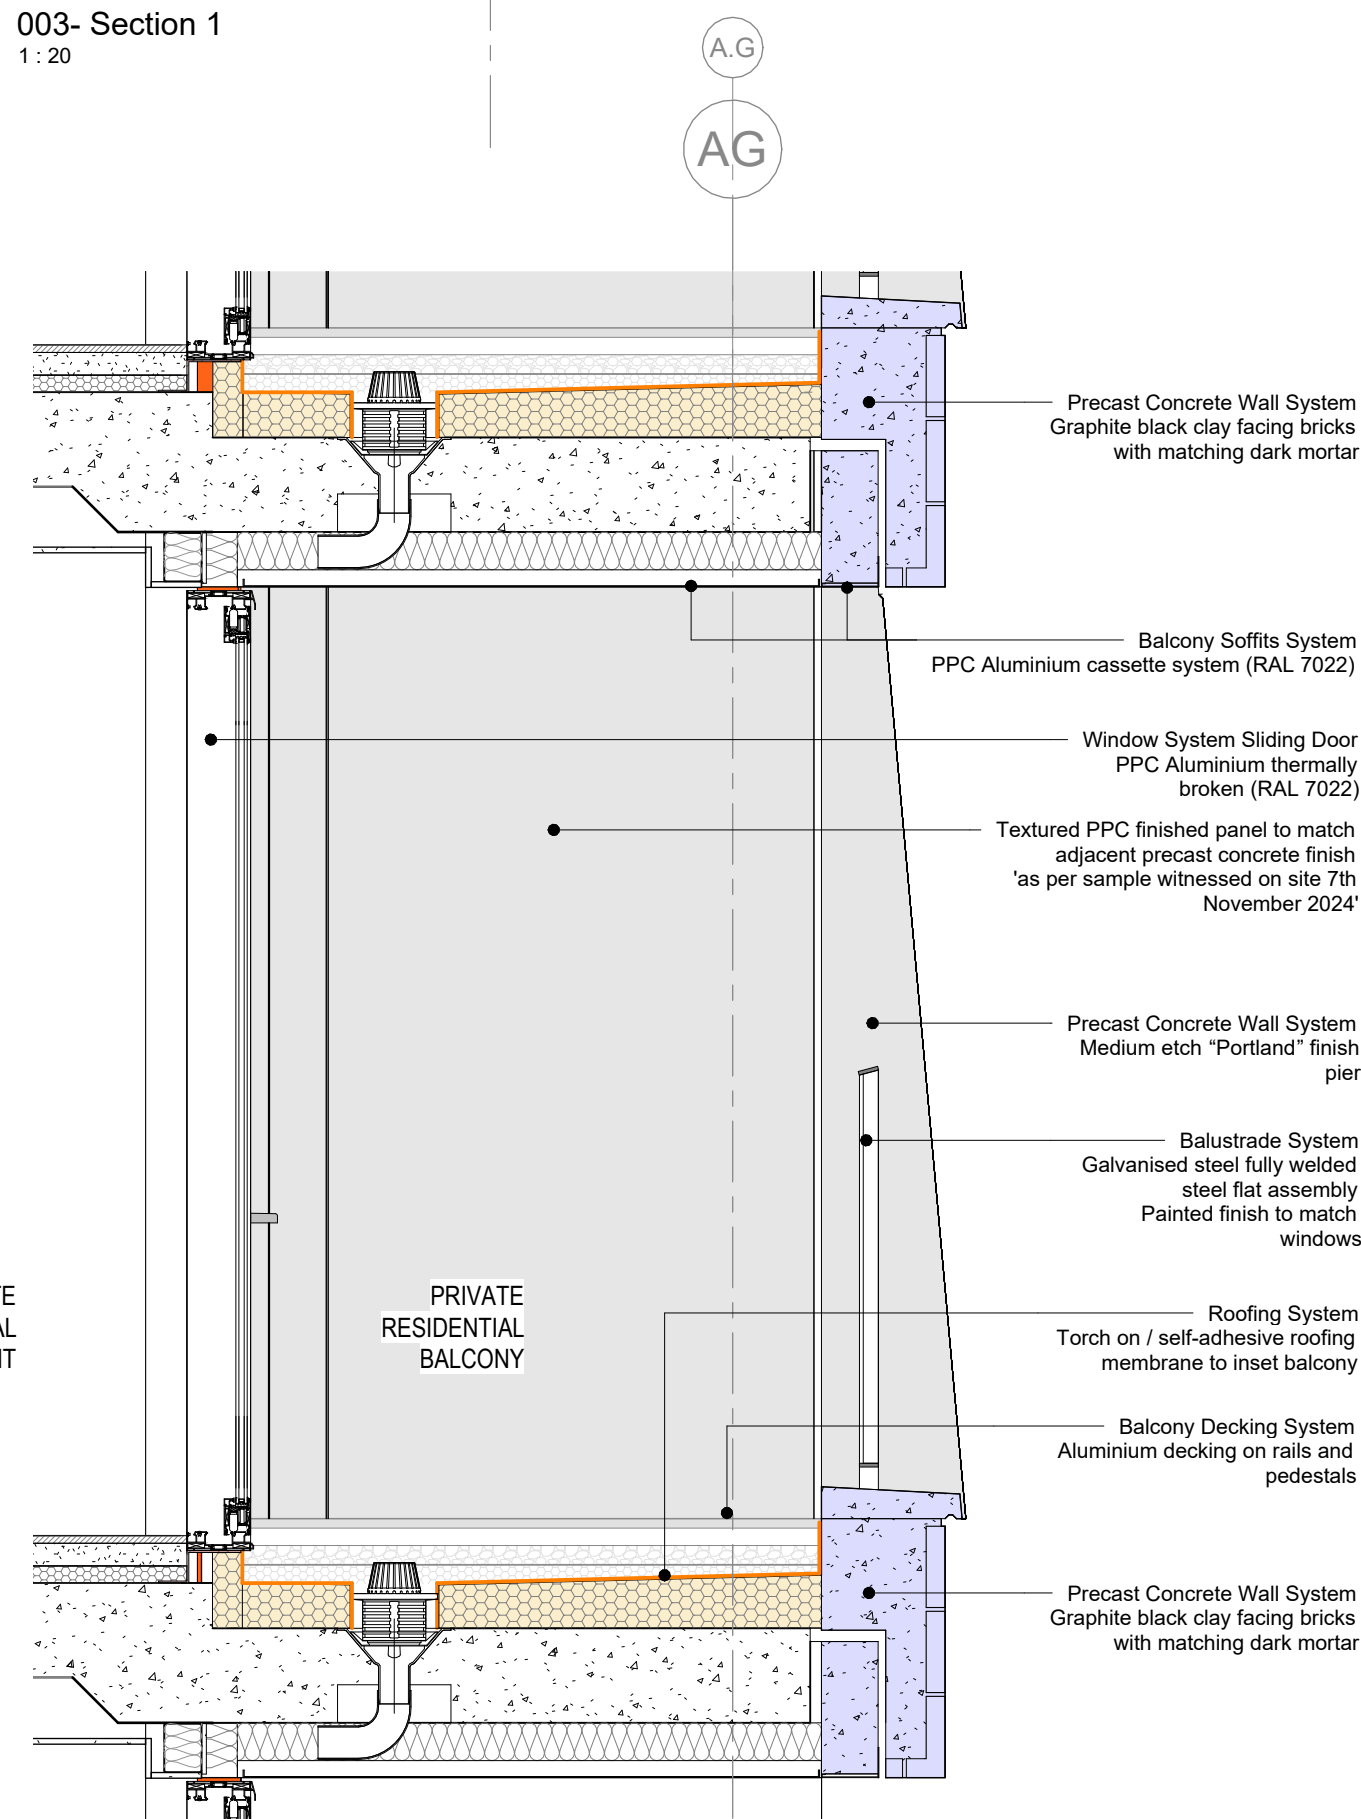 003- Section 1
1 : 20
A.G
AG
Precast Concrete Wall System
Graphite black clay facing bricks
with matching dark mortar
Balcony Soffits System
PPC Aluminium cassette system (RAL 7022)
Window System Sliding Door
PPC Aluminium thermally
broken (RAL 7022)
Textured PPC finished panel to match
adjacent precast concrete finish
'as per sample witnessed on site 7th
November 2024'
Precast Concrete Wall System
Medium etch “Portland” finish
pier
Balustrade System
Galvanised steel fully welded
steel flat assembly
Painted finish to match
windows
PRIVATE
RESIDENTIAL
BALCONY
Roofing System
Torch on / self-adhesive roofing
membrane to inset balcony
Balcony Decking System
Aluminium decking on rails and
pedestals
Precast Concrete Wall System
Graphite black clay facing bricks
with matching dark mortar